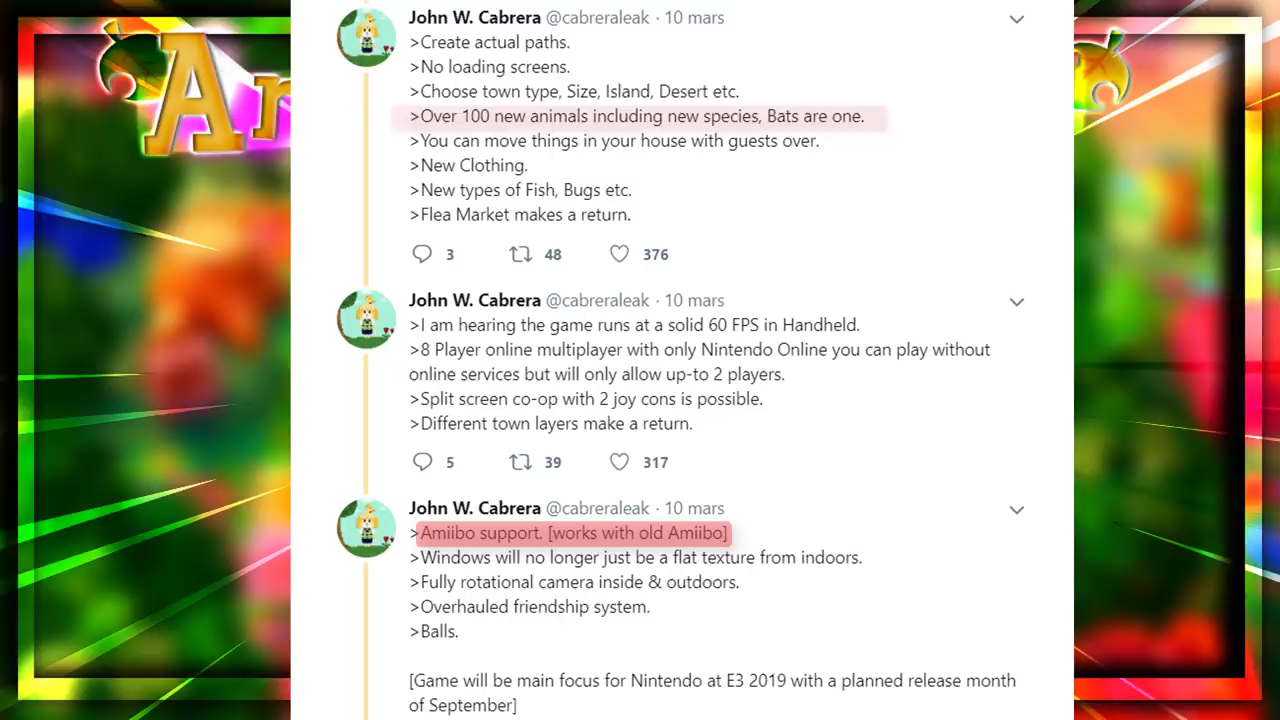 An
John W. Cabrera @cabreraleak · 10 mars
>Create actual paths.
>No loading screens.
>Choose town type, Size, Island, Desert etc.
>Over 100 new animals including new species, Bats are one.
>You can move things in your house with guests over.
>New Clothing.
>New types of Fish, Bugs etc.
>Flea Market makes a return.
3 48 376
John W. Cabrera @cabreraleak · 10 mars
>I am hearing the game runs at a solid 60 FPS in Handheld.
>8 Player online multiplayer with only Nintendo Online you can play without
online services but will only allow up-to 2 players.
>Split screen co-op with 2 joy cons is possible.
>Different town layers make a return.
5 39 317
John W. Cabrera @cabreraleak · 10 mars
>Amiibo support. [works with old Amiibo]
>Windows will no longer just be a flat texture from indoors.
>Fully rotational camera inside & outdoors.
>Overhauled friendship system.
>Balls.
[Game will be main focus for Nintendo at E3 2019 with a planned release month
of September]